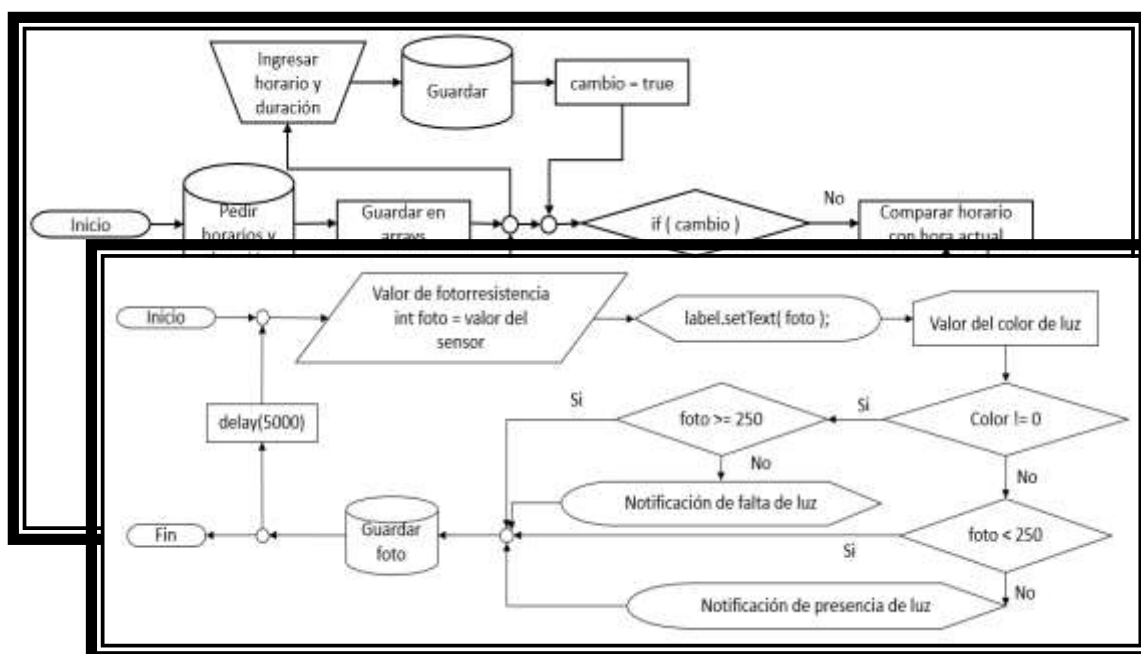 Ingresar
horario y
duración
Guardar
cambio = true
Inicio
Pedir
horarios y
Guardar en
arrays
if ( cambio )
No
Comparar horario
con hora actual
Inicio
Valor de fotorresistencia
int foto = valor del
sensor
label.setText( foto );
Valor del color de luz
delay(5000)
Si
foto >= 250
Si
Color != 0
No
No
Notificación de falta de luz
Fin
Guardar
foto
Si
foto < 250
No
Notificación de presencia de luz